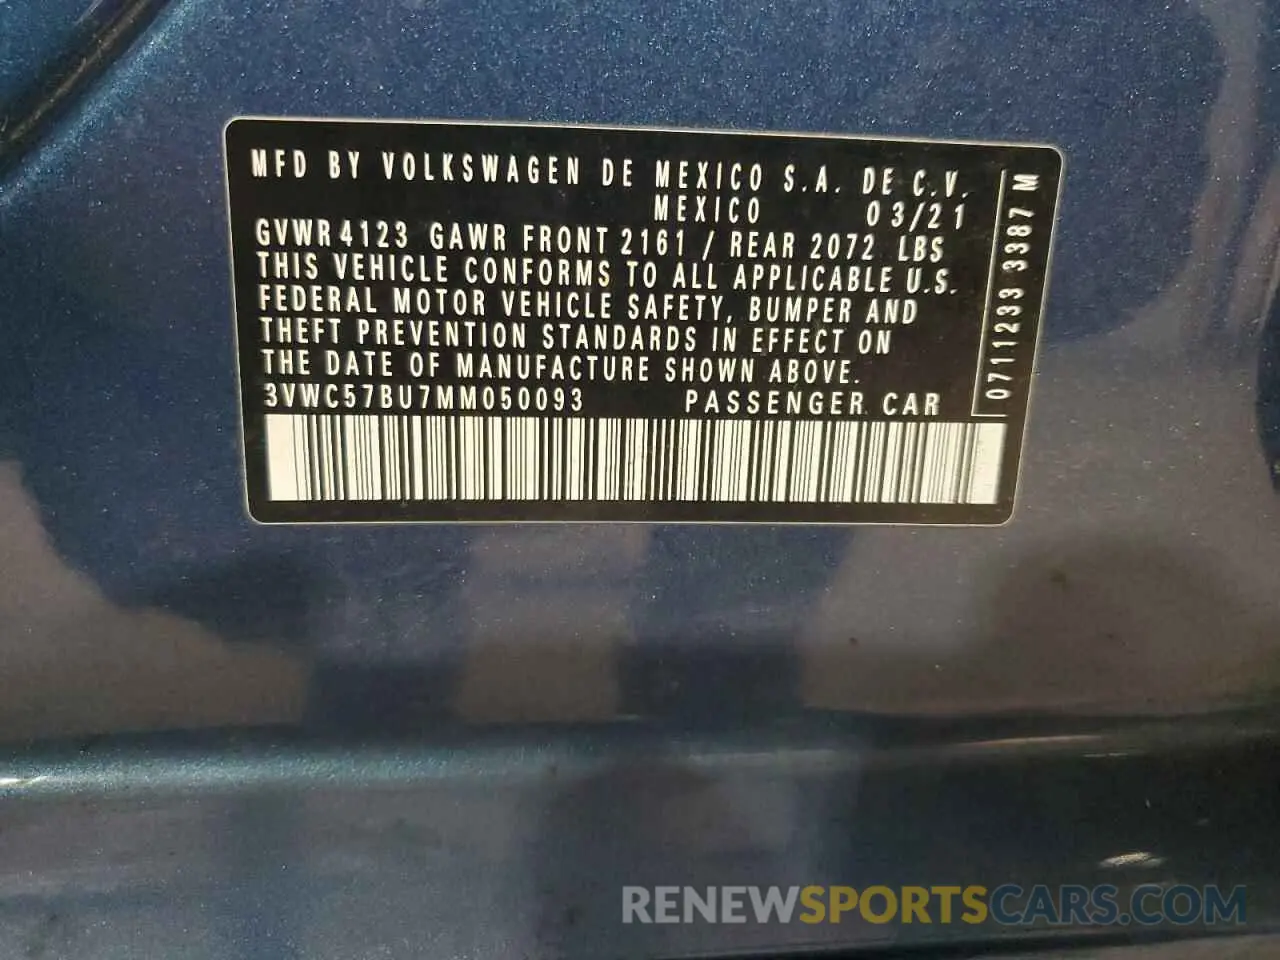 MFD BY VOLKSWAGEN DE MEXICO S.A. DE C.V.
MEXICO 03/21
GVWR 4123 GAWR FRONT 2161 / REAR 2072 LBS
THIS VEHICLE CONFORMS TO ALL APPLICABLE U.S.
FEDERAL MOTOR VEHICLE SAFETY, BUMPER AND
THEFT PREVENTION STANDARDS IN EFFECT ON
THE DATE OF MANUFACTURE SHOWN ABOVE.
3VWC57BU7MM050093 PASSENGER CAR
0711233 3387 M
RENEWSPORTSCARS.COM